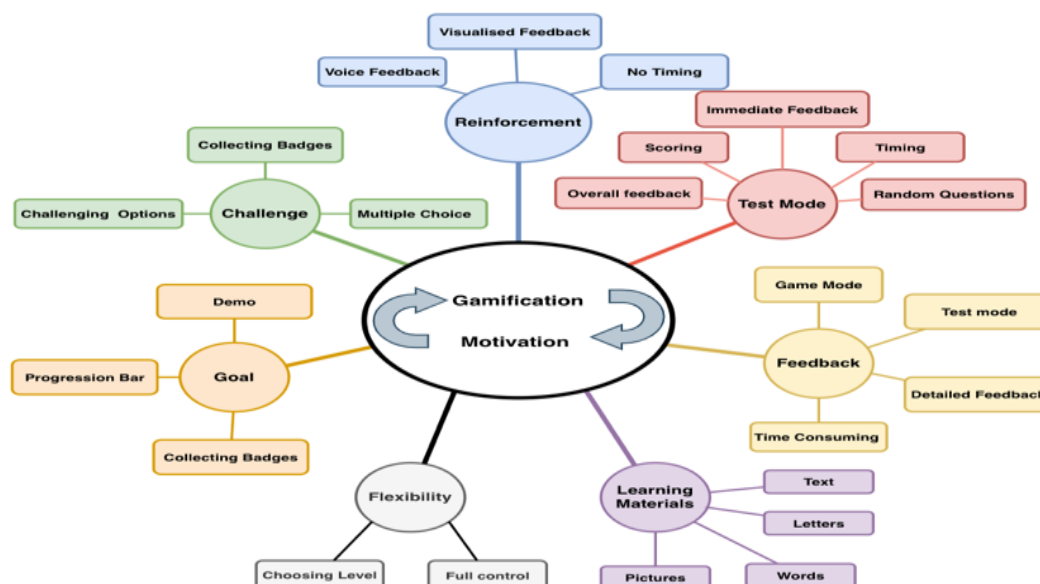 Visualised Feedback
Voice Feedback
No Timing
Reinforcement
Immediate Feedback
Scoring
Timing
Overall feedback
Random Questions
Test Mode
Collecting Badges
Challenging Options
Multiple Choice
Challenge
Gamification
Motivation
Demo
Progression Bar
Goal
Collecting Badges
Game Mode
Test mode
Feedback
Detailed Feedback
Time Consuming
Flexibility
Choosing Level
Full control
Learning
Materials
Text
Letters
Words
Pictures